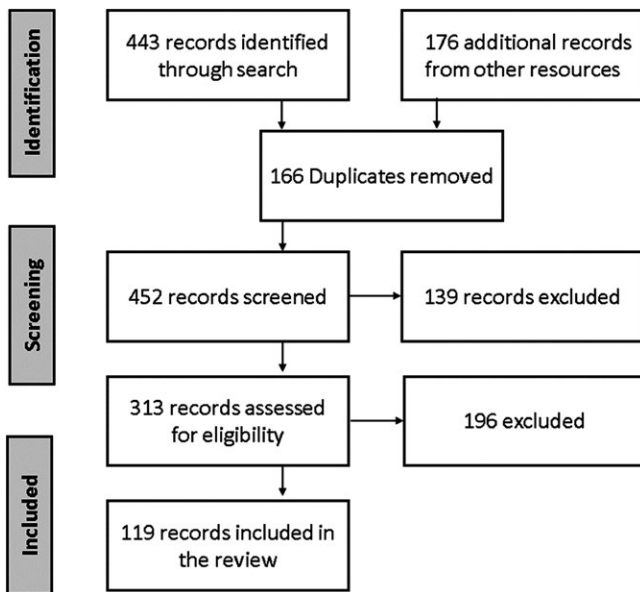 Identification
443 records identified
through search
176 additional records
from other resources
166 Duplicates removed
Screening
452 records screened
139 records excluded
313 records assessed
for eligibility
196 excluded
Included
119 records included in
the review